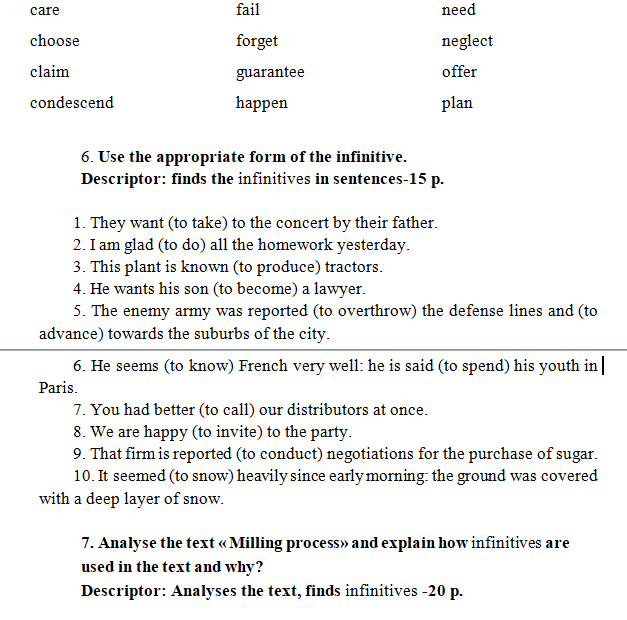 care fail need
choose forget neglect
claim guarantee offer
condescend happen plan
6. Use the appropriate form of the infinitive.
Descriptor: finds the infinitives in sentences-15 p.
1. They want (to take) to the concert by their father.
2. I am glad (to do) all the homework yesterday.
3. This plant is known (to produce) tractors.
4. He wants his son (to become) a lawyer.
5. The enemy army was reported (to overthrow) the defense lines and (to
advance) towards the suburbs of the city.
6. He seems (to know) French very well: he is said (to spend) his youth in
Paris.
7. You had better (to call) our distributors at once.
8. We are happy (to invite) to the party.
9. That firm is reported (to conduct) negotiations for the purchase of sugar.
10. It seemed (to snow) heavily since early morning: the ground was covered
with a deep layer of snow.
7. Analyse the text « Milling process» and explain how infinitives are
used in the text and why?
Descriptor: Analyses the text, finds infinitives -20 p.